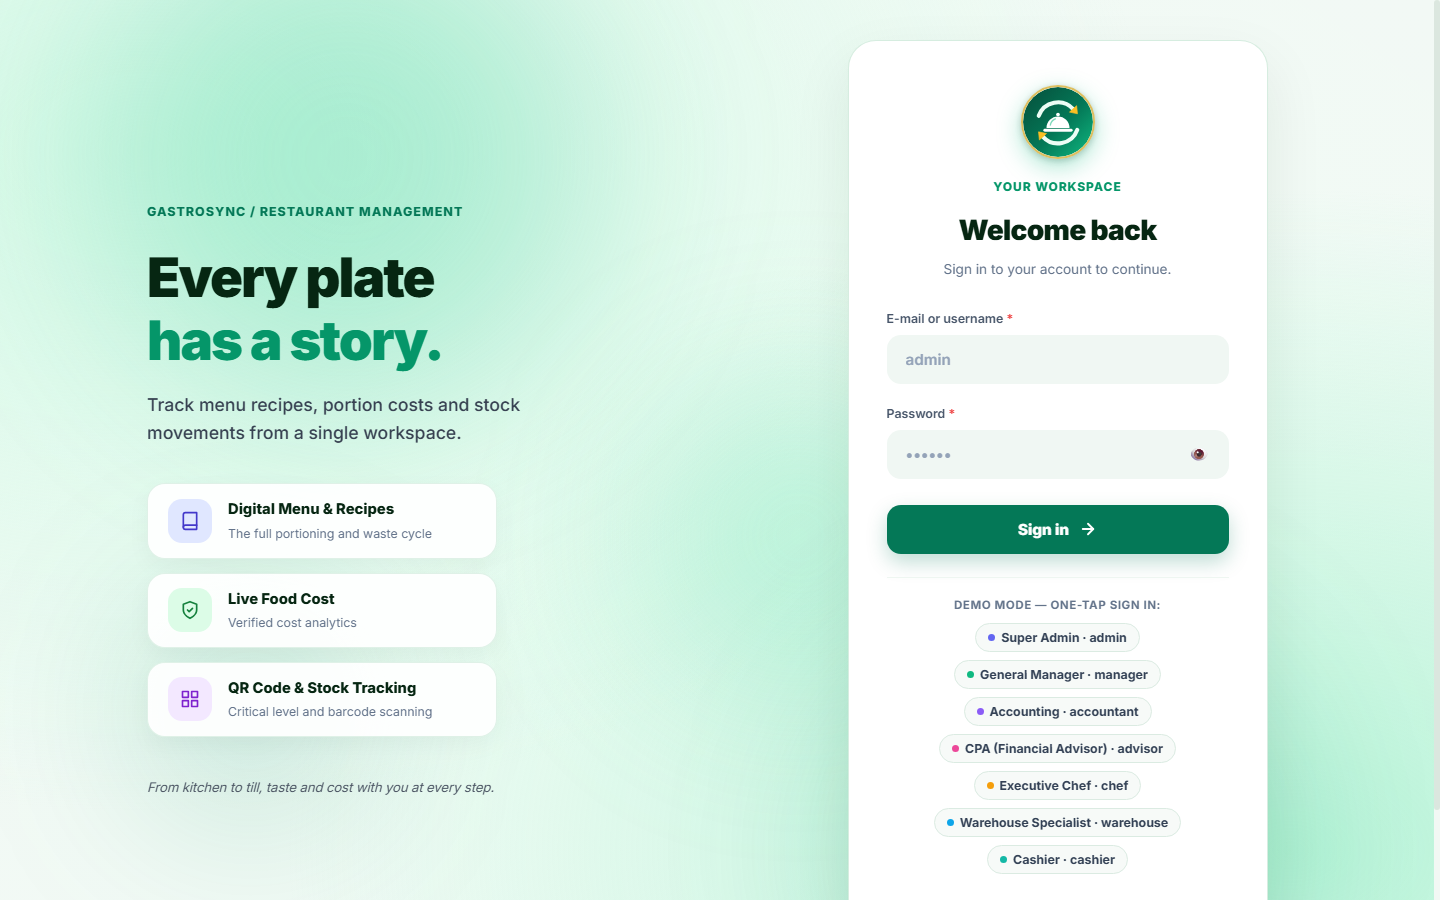 GASTROSYNC / RESTAURANT MANAGEMENT
Every plate
has a story.
Track menu recipes, portion costs and stock
movements from a single workspace.
Digital Menu & Recipes
The full portioning and waste cycle
Live Food Cost
Verified cost analytics
QR Code & Stock Tracking
Critical level and barcode scanning
From kitchen to till, taste and cost with you at every step.
YOUR WORKSPACE
Welcome back
Sign in to your account to continue.
E-mail or username *
admin
Password *
••••••
Sign in →
DEMO MODE — ONE-TAP SIGN IN:
Super Admin · admin
General Manager · manager
Accounting · accountant
CPA (Financial Advisor) · advisor
Executive Chef · chef
Warehouse Specialist · warehouse
Cashier · cashier